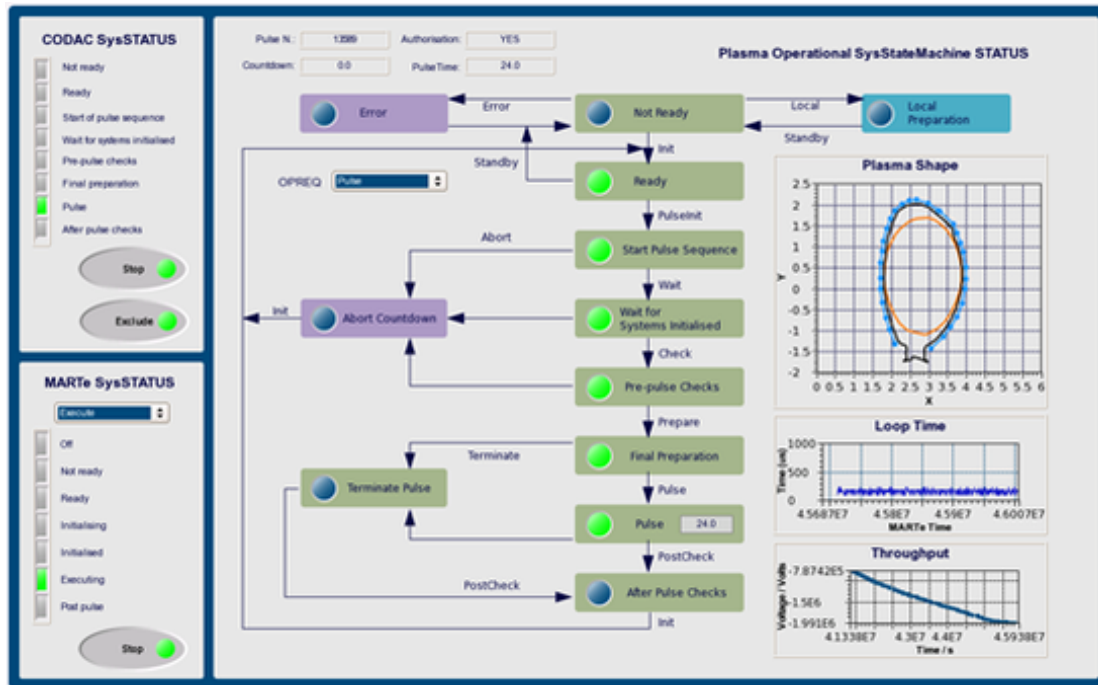 CODAC SysSTATUS
Not ready
Ready
Start of pulse sequence
Wait for systems initialised
Pre-pulse checks
Final preparation
Pulse
After pulse checks
Stop
Exclude
MARTe SysSTATUS
Execute
Off
Not ready
Ready
Initialising
Initialised
Executing
Post pulse
Stop
Pulse N.: 13589 Authorisation: YES
Countdown: 0.0 PulseTime: 24.0
Plasma Operational SysStateMachine STATUS
Error
Error
Not Ready
Local
Local
Preparation
Standby
Init
Standby
OPREQ Pulse
Ready
PulseInit
Abort
Start Pulse Sequence
Wait
Init
Abort Countdown
Wait for
Systems Initialised
Check
Pre-pulse Checks
Prepare
Terminate
Final Preparation
Terminate Pulse
Pulse
Pulse 24.0
PostCheck
PostCheck
After Pulse Checks
Init
Plasma Shape
2.5
2
1.5
1
0.5
0
-0.5
-1
-1.5
-2
Y
0 0.5 1 1.5 2 2.5 3 3.5 4 4.5 5 5.5 6
X
Loop Time
1000
500
0
Time (us)
4.5687E7 4.58E7 4.59E7 4.6007E7
MARTe Time
Throughput
-7.8742E5
-1.5E6
-1.991E6
Voltage / Volts
4.1338E7 4.3E7 4.4E7 4.5938E7
Time / s